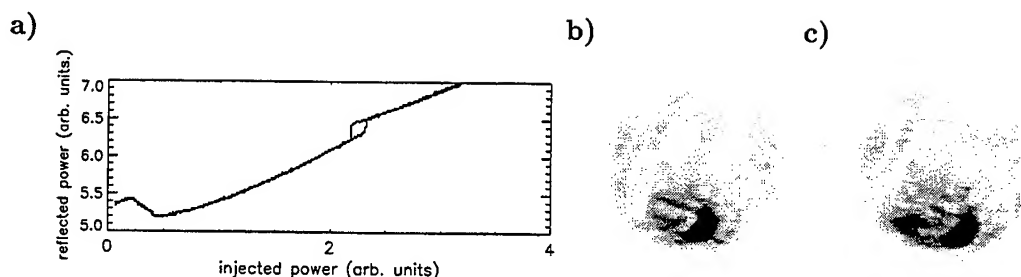 a)
b)
c)
reflected power (arb. units.)
7.0
6.5
6.0
5.5
5.0
0
2
4
injected power (arb. units)